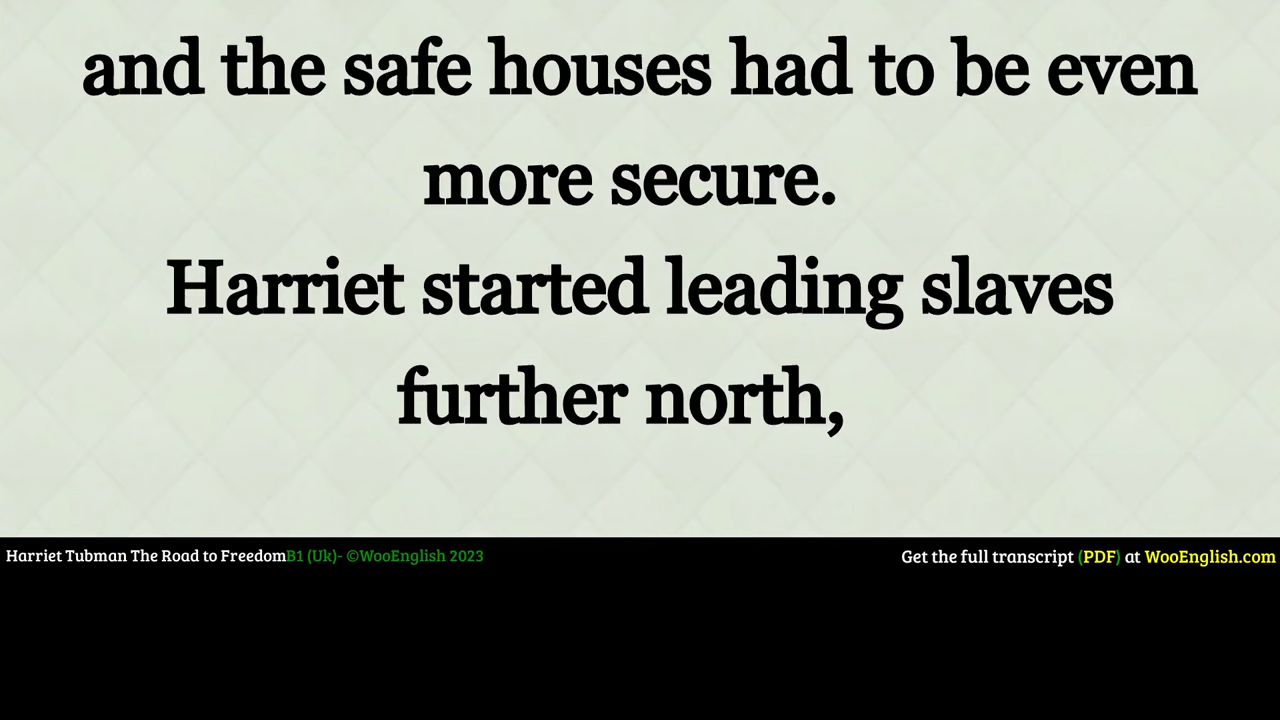 and the safe houses had to be even
more secure.
Harriet started leading slaves
further north,
Harriet Tubman The Road to FreedomB1 (Uk)- ©WooEnglish 2023
Get the full transcript (PDF) at WooEnglish.com